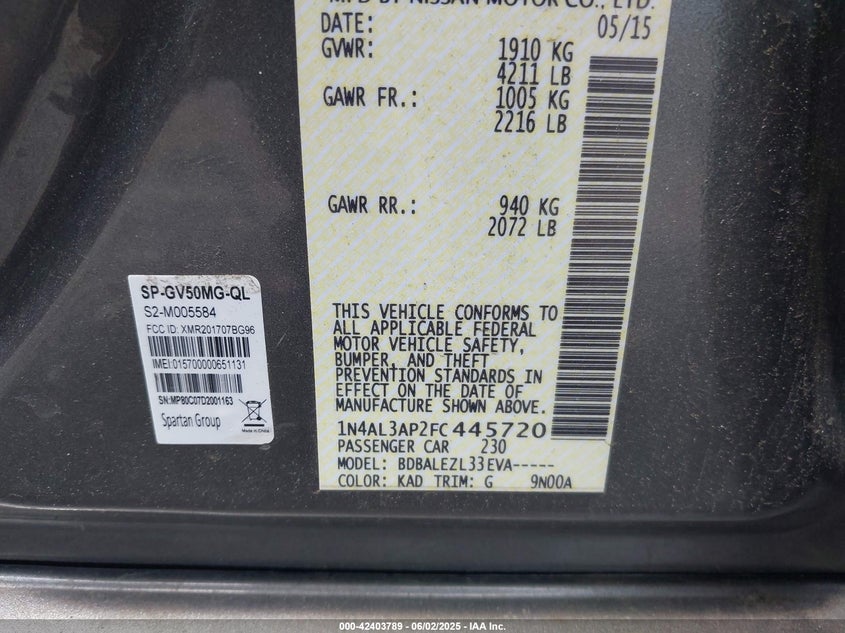 MFD BY NISSAN MOTOR CO., LTD.
DATE: 05/15
GVWR: 1910 KG
4211 LB
GAWR FR.: 1005 KG
2216 LB
GAWR RR.: 940 KG
2072 LB
THIS VEHICLE CONFORMS TO
ALL APPLICABLE FEDERAL
MOTOR VEHICLE SAFETY,
BUMPER, AND THEFT
PREVENTION STANDARDS IN
EFFECT ON THE DATE OF
MANUFACTURE SHOWN ABOVE.
1N4AL3AP2FC445720
PASSENGER CAR 230
MODEL: BDBALEZL33EVA-----
COLOR: KAD TRIM: G 9N00A
SP-GV50MG-QL
S2-M005584
FCC ID: XMR201707BG96
IMEI:015700000651131
SN:MP80C07D2001163
Spartan Group
Made in China
000-42403789 - 06/02/2025 - IAA Inc.